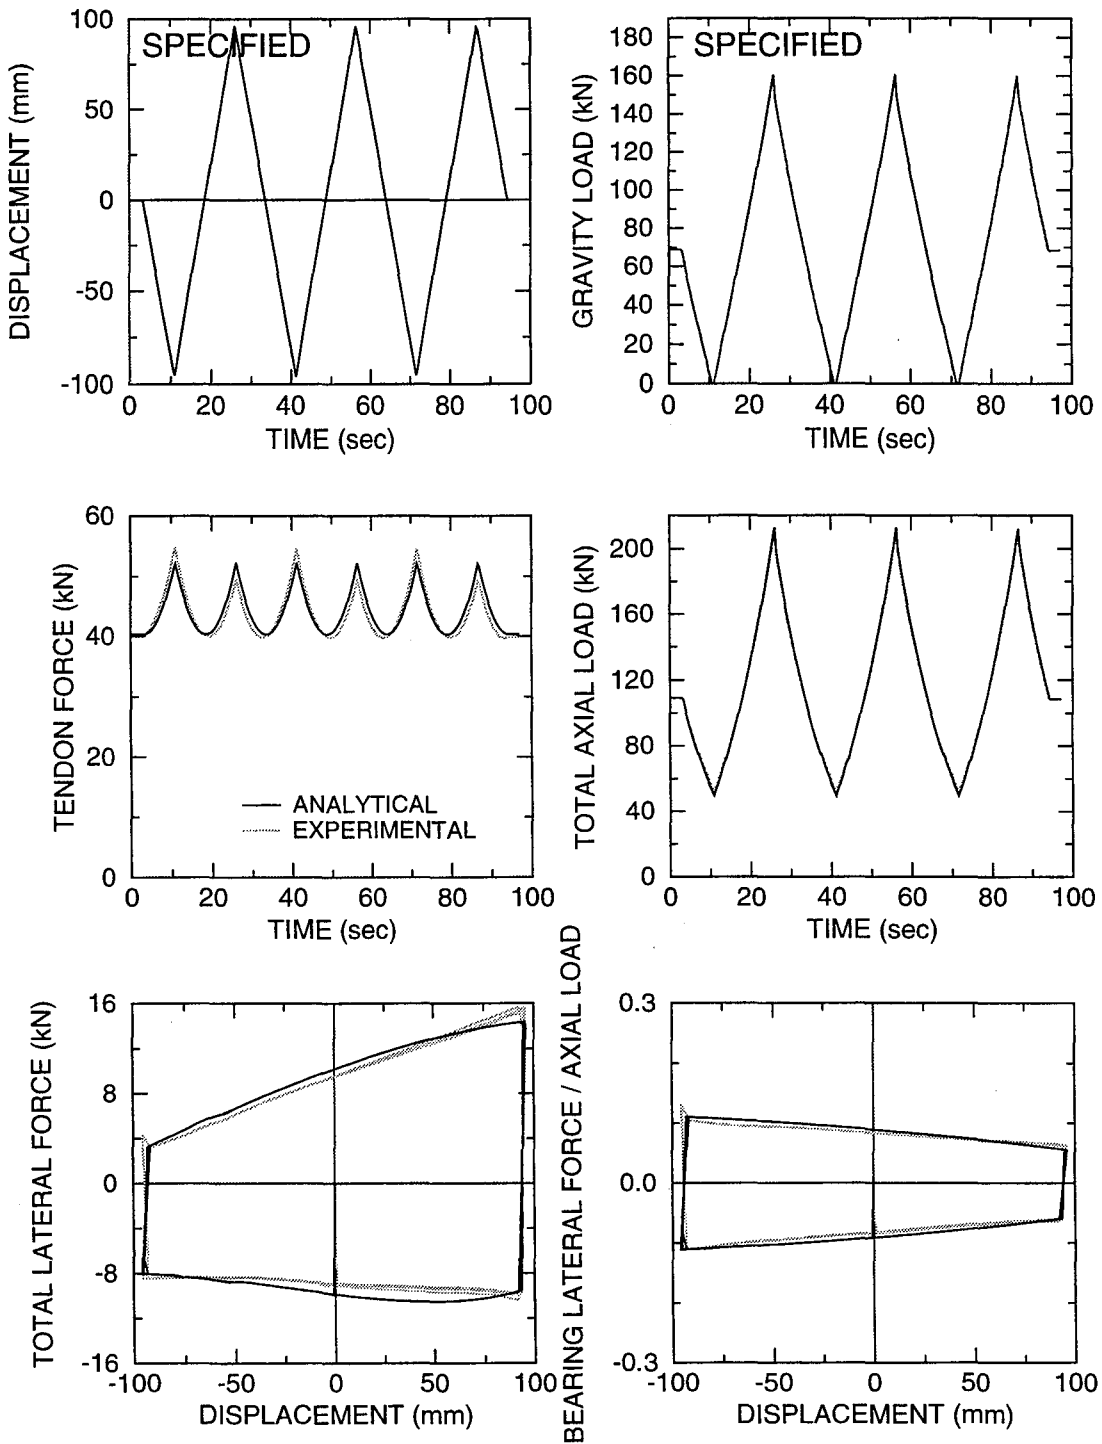 SPECIFIED
DISPLACEMENT (mm)
100
50
0
-50
-100
0 20 40 60 80 100
TIME (sec)
SPECIFIED
GRAVITY LOAD (kN)
180
160
140
120
100
80
60
40
20
0
0 20 40 60 80 100
TIME (sec)
TENDON FORCE (kN)
60
40
20
0
ANALYTICAL
EXPERIMENTAL
0 20 40 60 80 100
TIME (sec)
TOTAL AXIAL LOAD (kN)
200
160
120
80
40
0
0 20 40 60 80 100
TIME (sec)
TOTAL LATERAL FORCE (kN)
16
8
0
-8
-16
-100 -50 0 50 100
DISPLACEMENT (mm)
BEARING LATERAL FORCE / AXIAL LOAD
0.3
0.0
-0.3
-100 -50 0 50 100
DISPLACEMENT (mm)